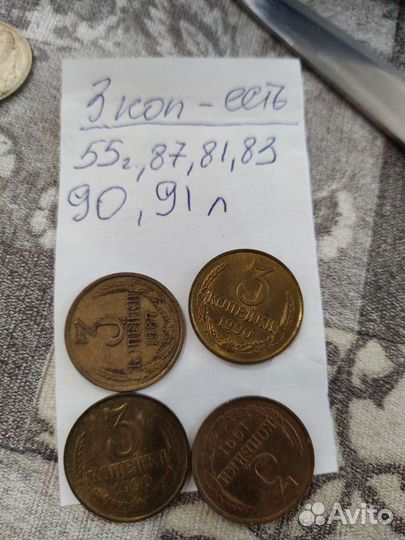 3 коп - есть
55г, 87, 81, 83
90, 91 л
3
КОПЕЙКИ
1987
3
КОПЕЙКИ
1990
3
КОПЕЙКИ
1990
3
КОПЕЙКИ
1991
Avito